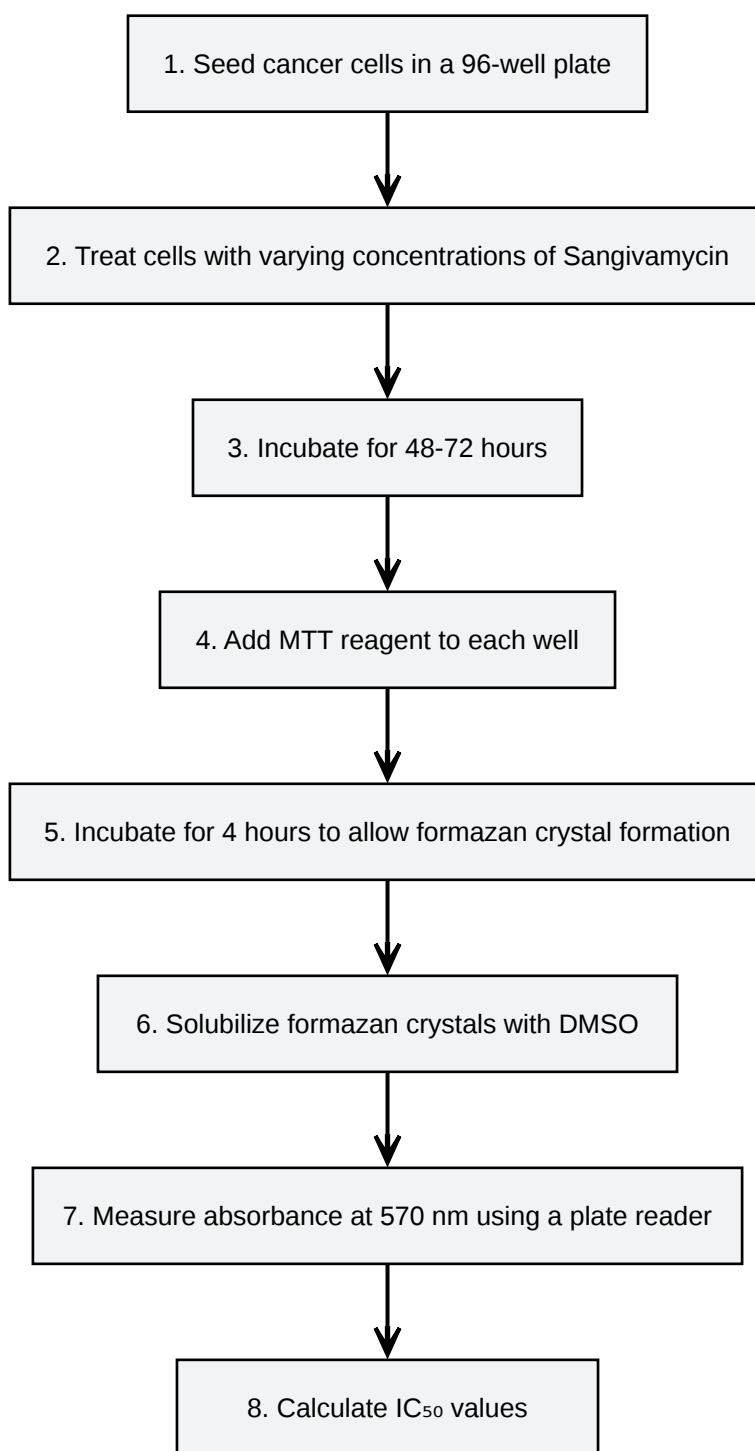 1. Seed cancer cells in a 96-well plate
2. Treat cells with varying concentrations of Sangivamycin
3. Incubate for 48-72 hours
4. Add MTT reagent to each well
5. Incubate for 4 hours to allow formazan crystal formation
6. Solubilize formazan crystals with DMSO
7. Measure absorbance at 570 nm using a plate reader
8. Calculate IC₅₀ values